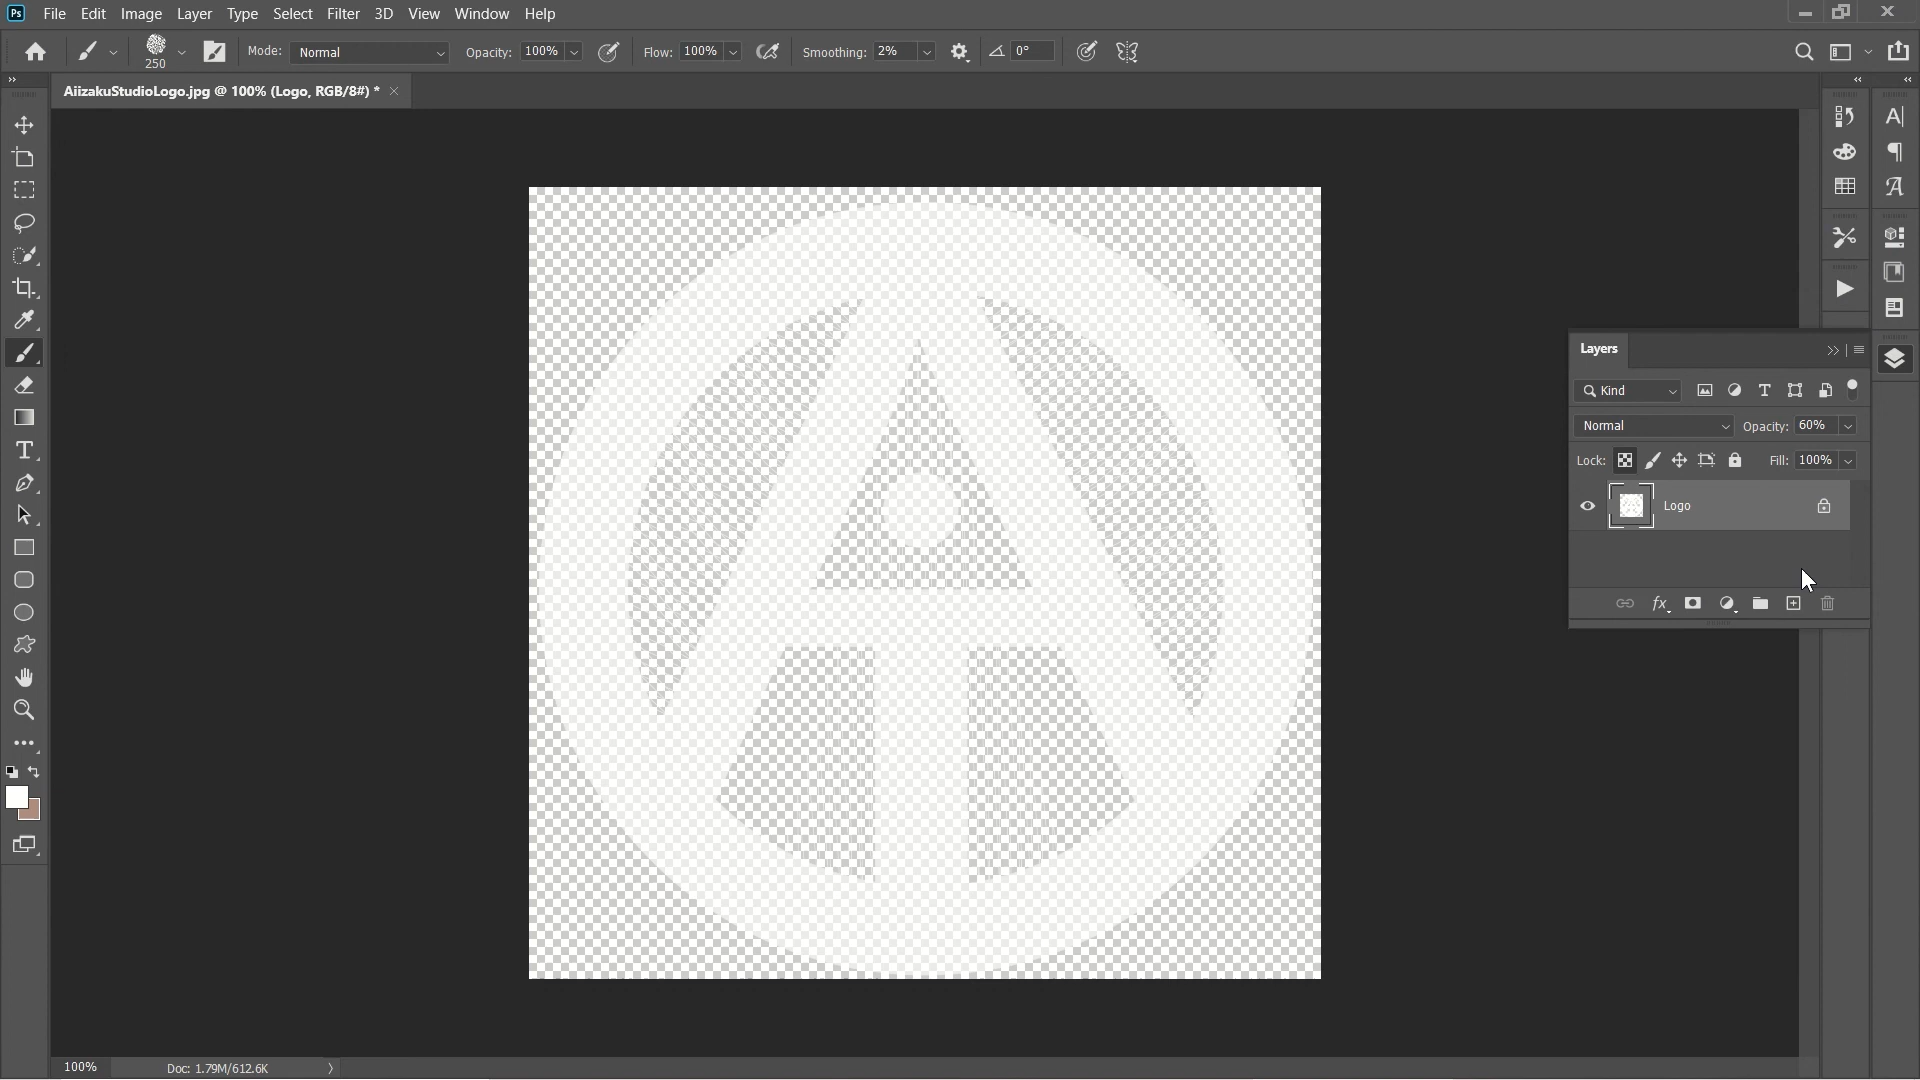 Ps File Edit Image Layer Type Select Filter 3D View Window Help
250 Mode: Normal Opacity: 100% Flow: 100% Smoothing: 2% 0°
AiizakuStudioLogo.jpg @ 100% (Logo, RGB/8#) *
Layers
Kind
Normal Opacity: 60%
Lock: Fill: 100%
Logo
fx
100% Doc: 1.79M/612.6K